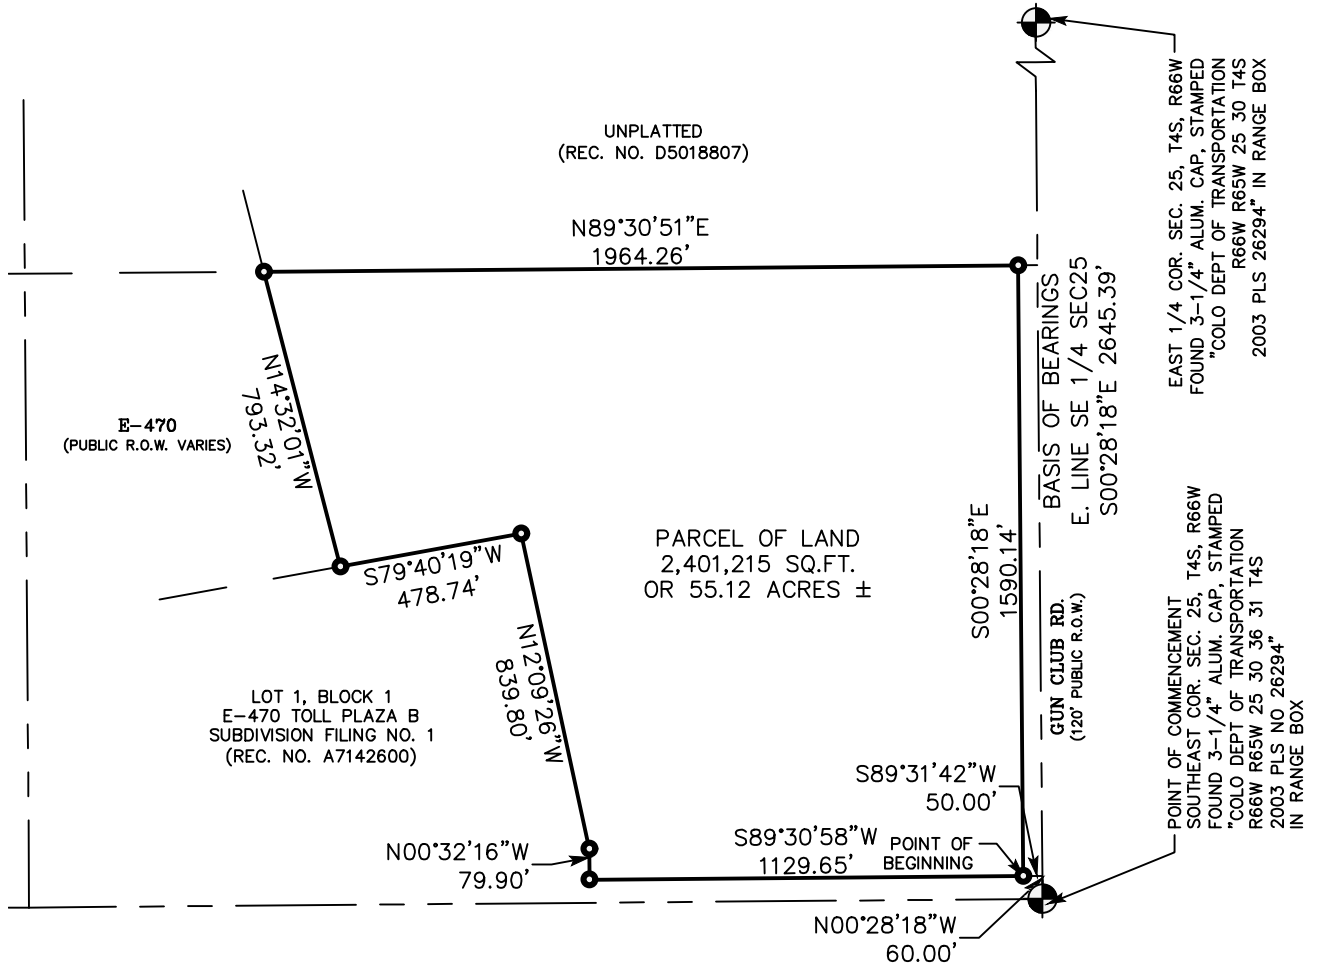 UNPLATTED
(REC. NO. D5018807)
N89°30'51"E
1964.26'
EAST 1/4 COR. SEC. 25, T4S, R66W
FOUND 3-1/4" ALUM. CAP, STAMPED
"COLO DEPT OF TRANSPORTATION
R66W R65W 25 30 T4S
2003 PLS 26294" IN RANGE BOX
BASIS OF BEARINGS
E. LINE SE 1/4 SEC25
S00°28'18"E 2645.39'
N14°32'01"W
793.32'
E-470
(PUBLIC R.O.W. VARIES)
S79°40'19"W
478.74'
PARCEL OF LAND
2,401,215 SQ.FT.
OR 55.12 ACRES ±
S00°28'18"E
1590.14'
GUN CLUB RD.
(120' PUBLIC R.O.W.)
N12°09'26"W
839.80'
LOT 1, BLOCK 1
E-470 TOLL PLAZA B
SUBDIVISION FILING NO. 1
(REC. NO. A7142600)
POINT OF COMMENCEMENT
SOUTHEAST COR. SEC. 25, T4S, R66W
FOUND 3-1/4" ALUM. CAP, STAMPED
"COLO DEPT OF TRANSPORTATION
R66W R65W 25 30 36 31 T4S
2003 PLS NO 26294"
IN RANGE BOX
S89°31'42"W
50.00'
S89°30'58"W
1129.65'
POINT OF
BEGINNING
N00°32'16"W
79.90'
N00°28'18"W
60.00'